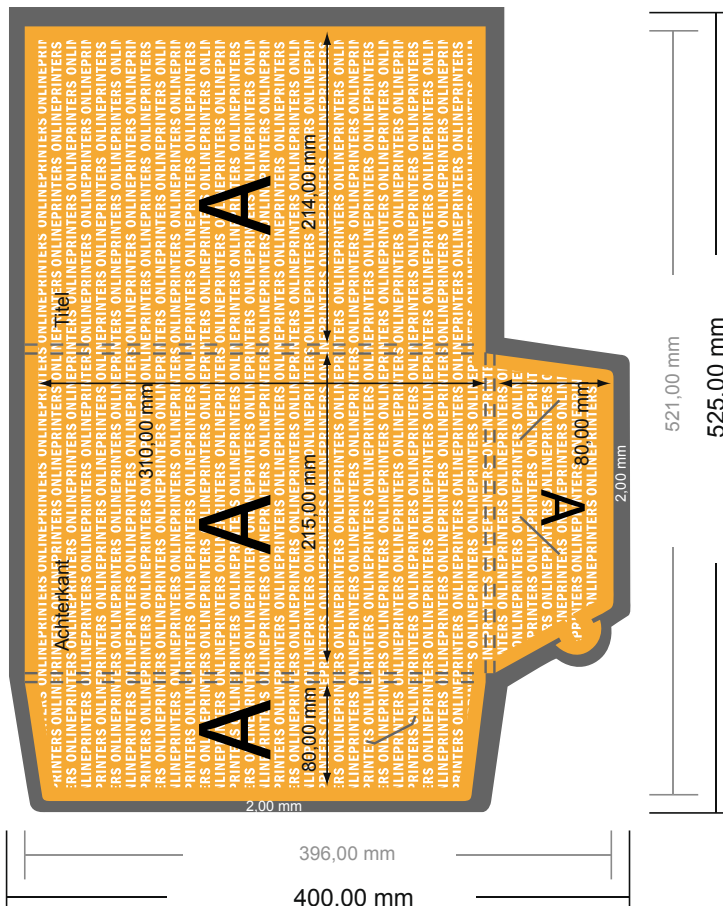 ONLINEPRINTERS ONLINEPRINTERS ONLINEPRINTERS
A
214,00 mm
Titel
310,00 mm
80,00 mm
A
A
215,00 mm
2,00 mm
Achterkant
A
80,00 mm
2,00 mm
521,00 mm
525,00 mm
396,00 mm
400,00 mm